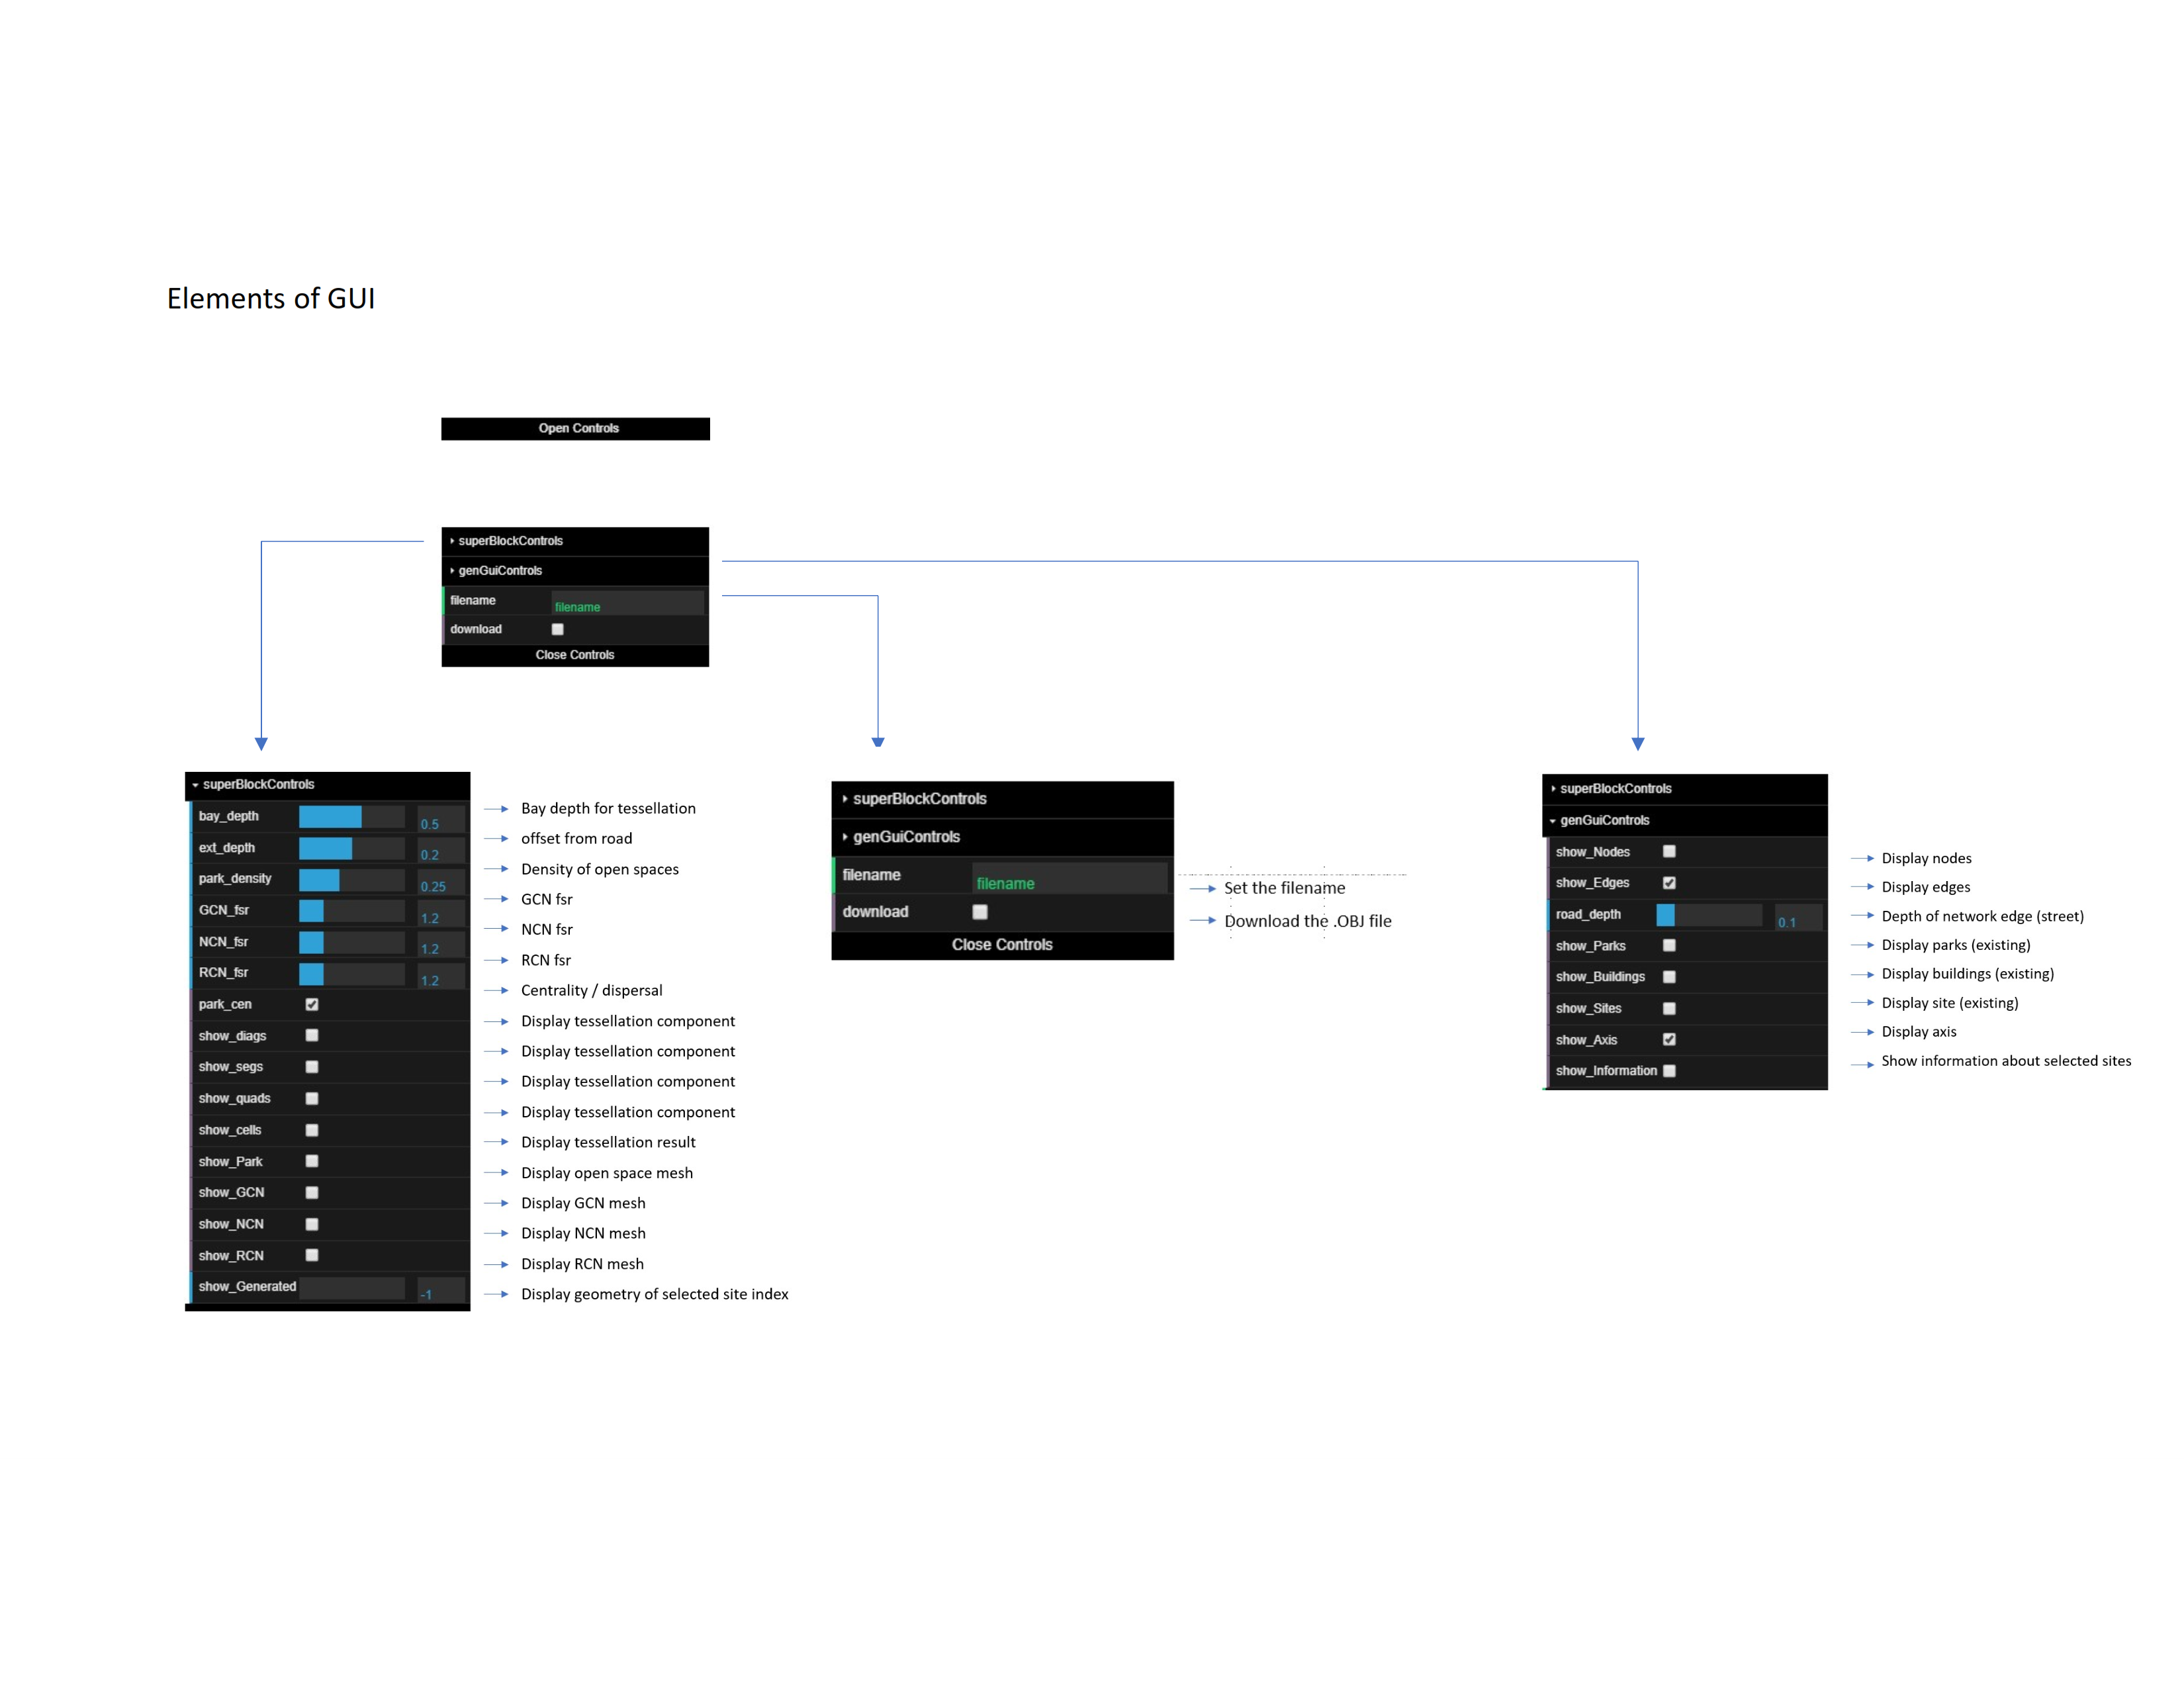 Elements of GUI
Open Controls
superBlockControls
genGuiControls
filename filename
download
Close Controls
superBlockControls
bay_depth 0.5 Bay depth for tessellation
ext_depth 0.2 offset from road
park_density 0.25 Density of open spaces
GCN_fsr 1.2 GCN fsr
NCN_fsr 1.2 NCN fsr
RCN_fsr 1.2 RCN fsr
park_cen Centrality / dispersal
show_diags Display tessellation component
show_segs Display tessellation component
show_quads Display tessellation component
show_cells Display tessellation component
show_Park Display tessellation result
show_GCN Display open space mesh
show_NCN Display GCN mesh
show_RCN Display NCN mesh
show_Generated -1 Display RCN mesh
Display geometry of selected site index
superBlockControls
genGuiControls
filename filename Set the filename
download Download the .OBJ file
Close Controls
superBlockControls
genGuiControls
show_Nodes Display nodes
show_Edges Display edges
road_depth 0.1 Depth of network edge (street)
show_Parks Display parks (existing)
show_Buildings Display buildings (existing)
show_Sites Display site (existing)
show_Axis Display axis
show_Information Show information about selected sites